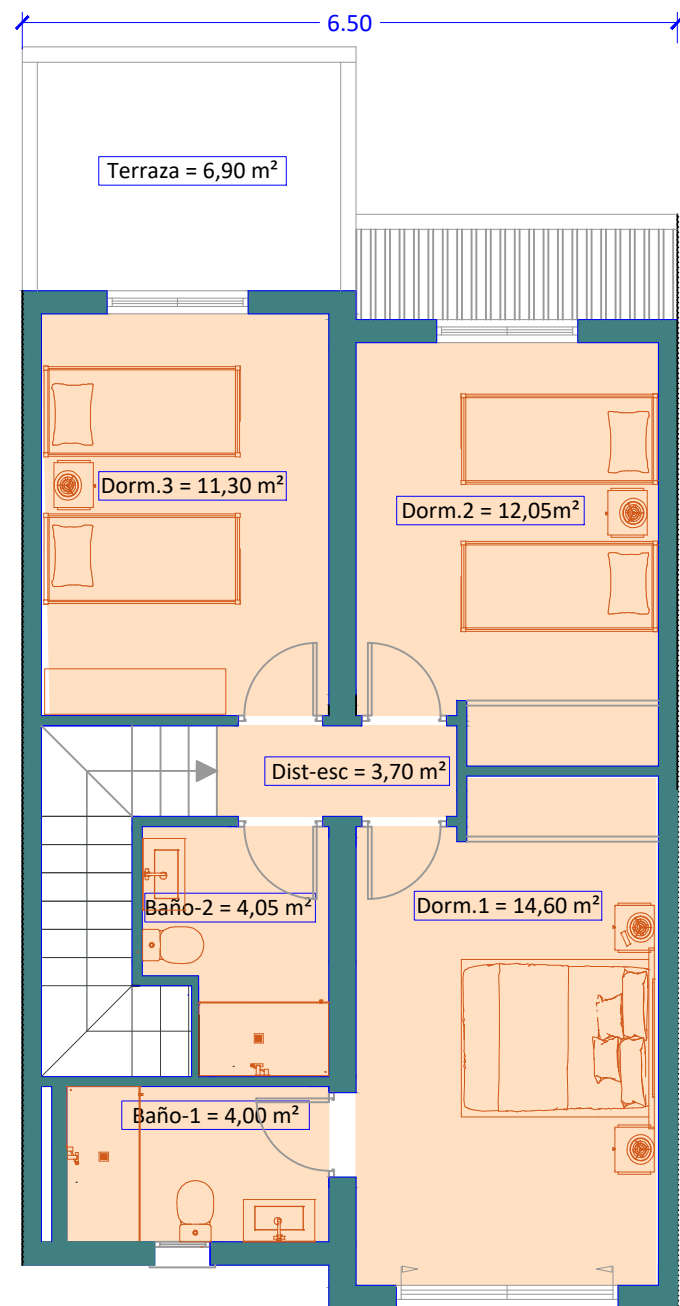 6.50
Terraza = 6,90 m²
Dorm.3 = 11,30 m²
Dorm.2 = 12,05m²
Dist-esc = 3,70 m²
Baño-2 = 4,05 m²
Dorm.1 = 14,60 m²
Baño-1 = 4,00 m²